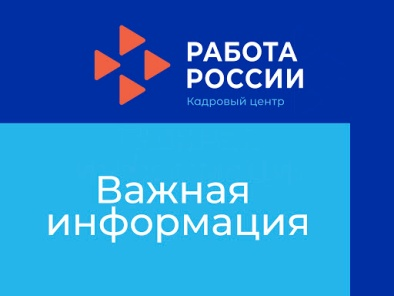 РАБОТА
РОССИИ
Кадровый центр
Важная
информация